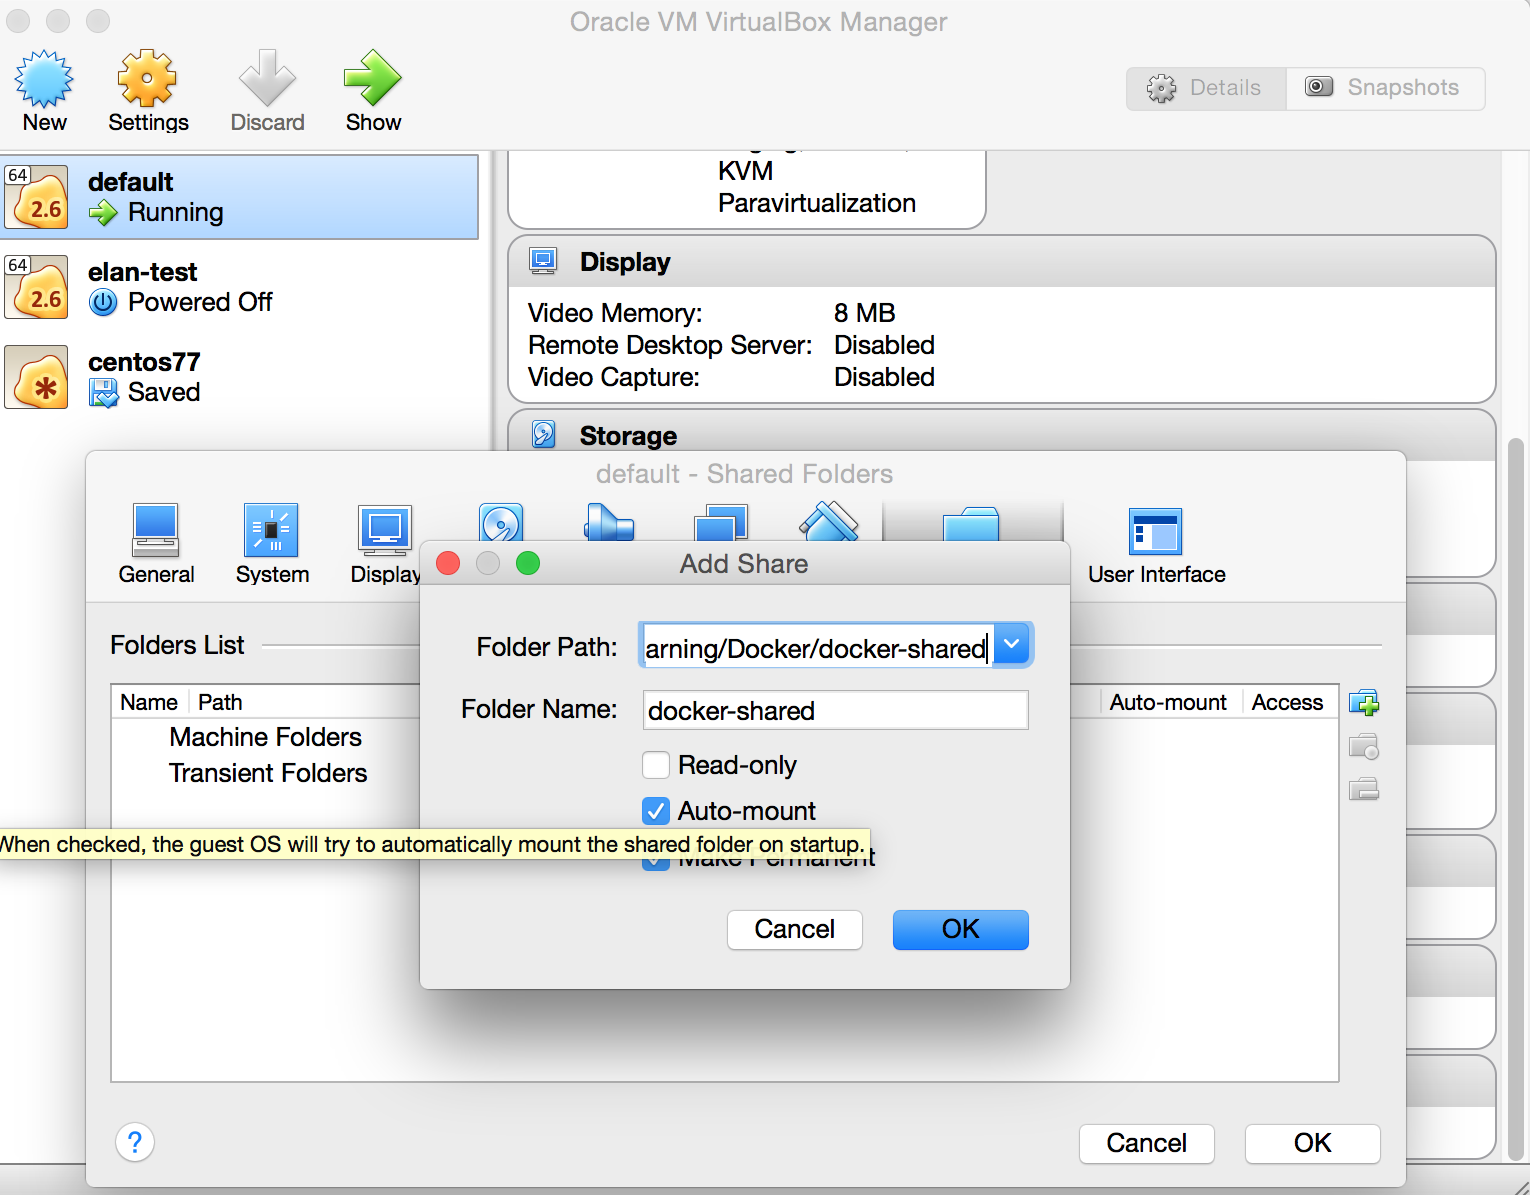 Oracle VM VirtualBox Manager
New
Settings
Discard
Show
Details
Snapshots
64
2.6
default
Running
64
2.6
elan-test
Powered Off
centos77
Saved
KVM
Paravirtualization
Display
Video Memory: 8 MB
Remote Desktop Server: Disabled
Video Capture: Disabled
Storage
default - Shared Folders
General
System
Display
User Interface
Folders List
Name Path Auto-mount Access
Machine Folders
Transient Folders
Add Share
Folder Path: arning/Docker/docker-shared
Folder Name: docker-shared
Read-only
Auto-mount
When checked, the guest OS will try to automatically mount the shared folder on startup.
Make Permanent
Cancel OK
?
Cancel OK